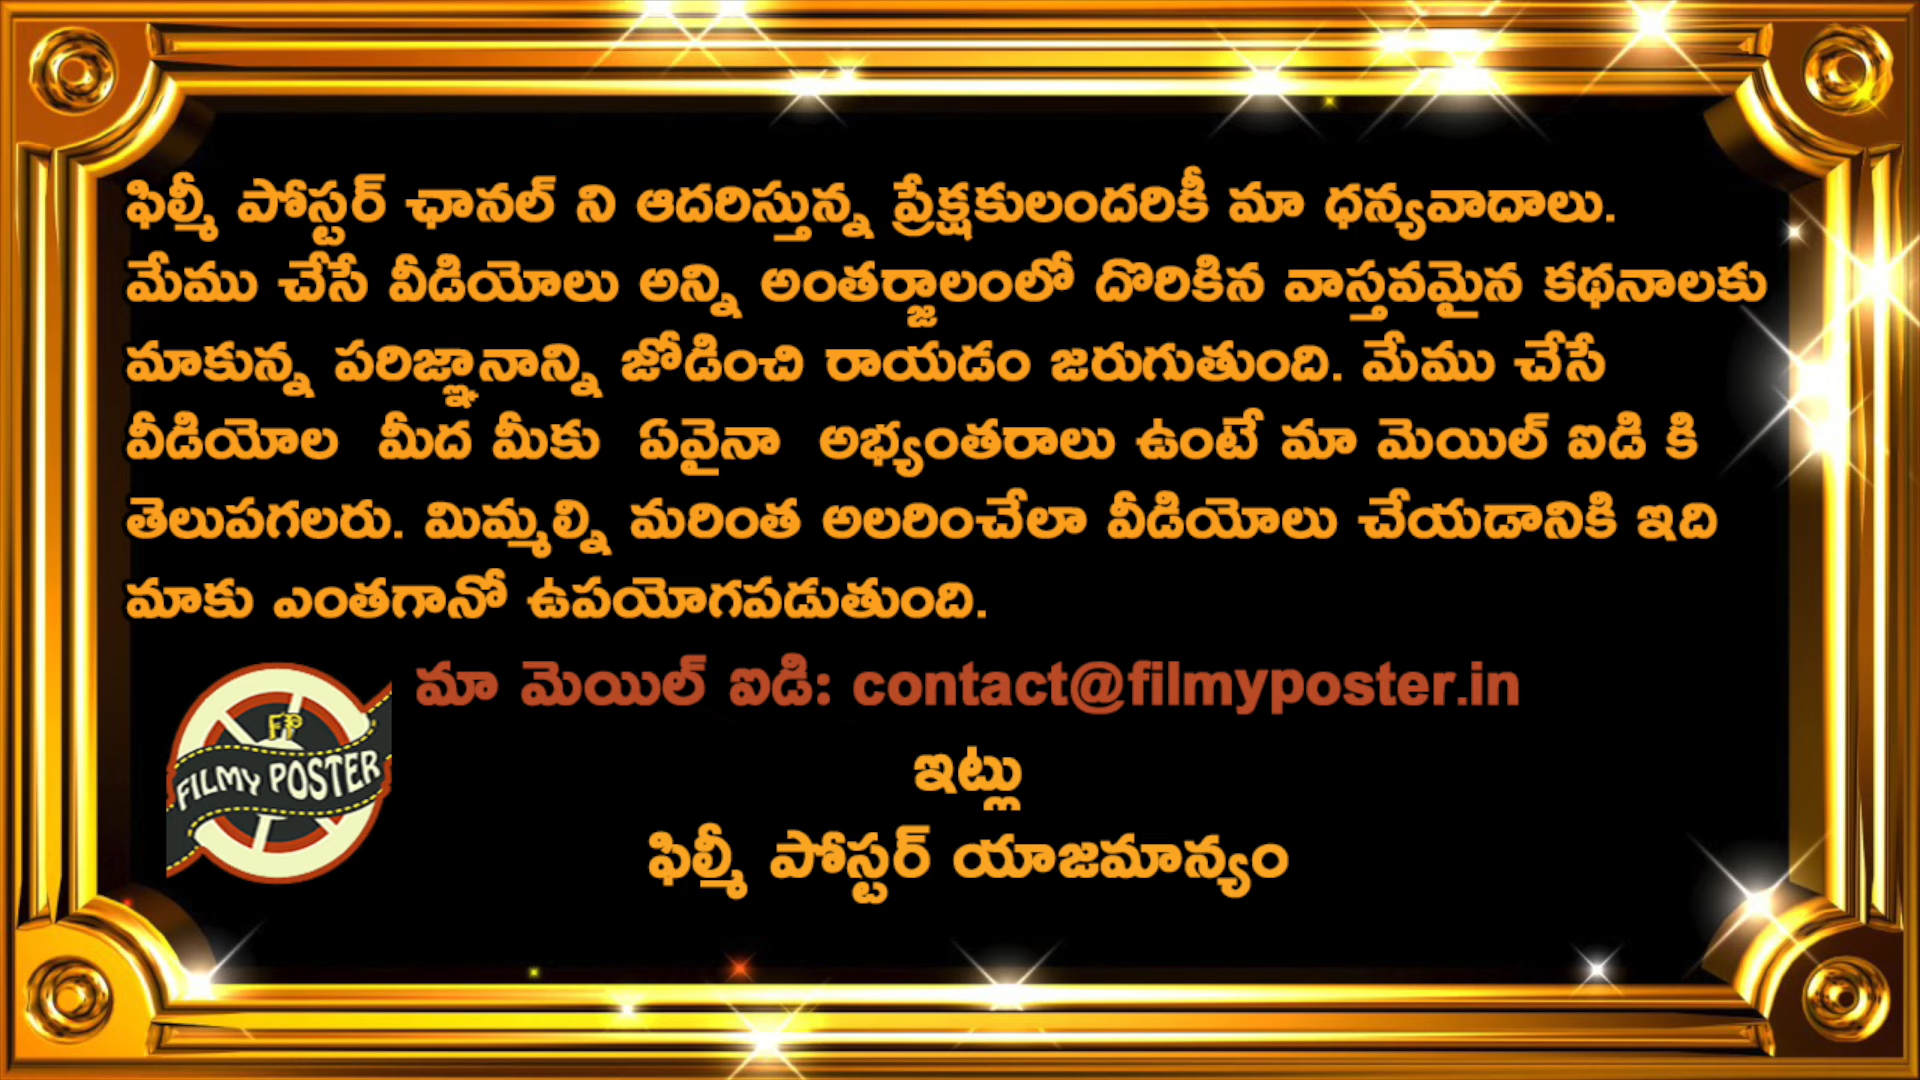 ఫిల్మీ పోస్టర్ ఛానల్ ని ఆదరిస్తున్న ప్రేక్షకులందరికీ మా ధన్యవాదాలు.
మేము చేసే వీడియోలు అన్ని అంతర్జాలంలో దొరికిన వాస్తవమైన కథనాలకు
మాకున్న పరిజ్ఞానాన్ని జోడించి రాయడం జరుగుతుంది. మేము చేసే
వీడియోల మీద మీకు ఏవైనా అభ్యంతరాలు ఉంటే మా మెయిల్ ఐడి కి
తెలుపగలరు. మిమ్మల్ని మరింత అలరించేలా వీడియోలు చేయడానికి ఇది
మాకు ఎంతగానో ఉపయోగపడుతుంది.
మా మెయిల్ ఐడి: contact@filmyposter.in
FP
FILMY POSTER
ఇట్లు
ఫిల్మీ పోస్టర్ యాజమాన్యం